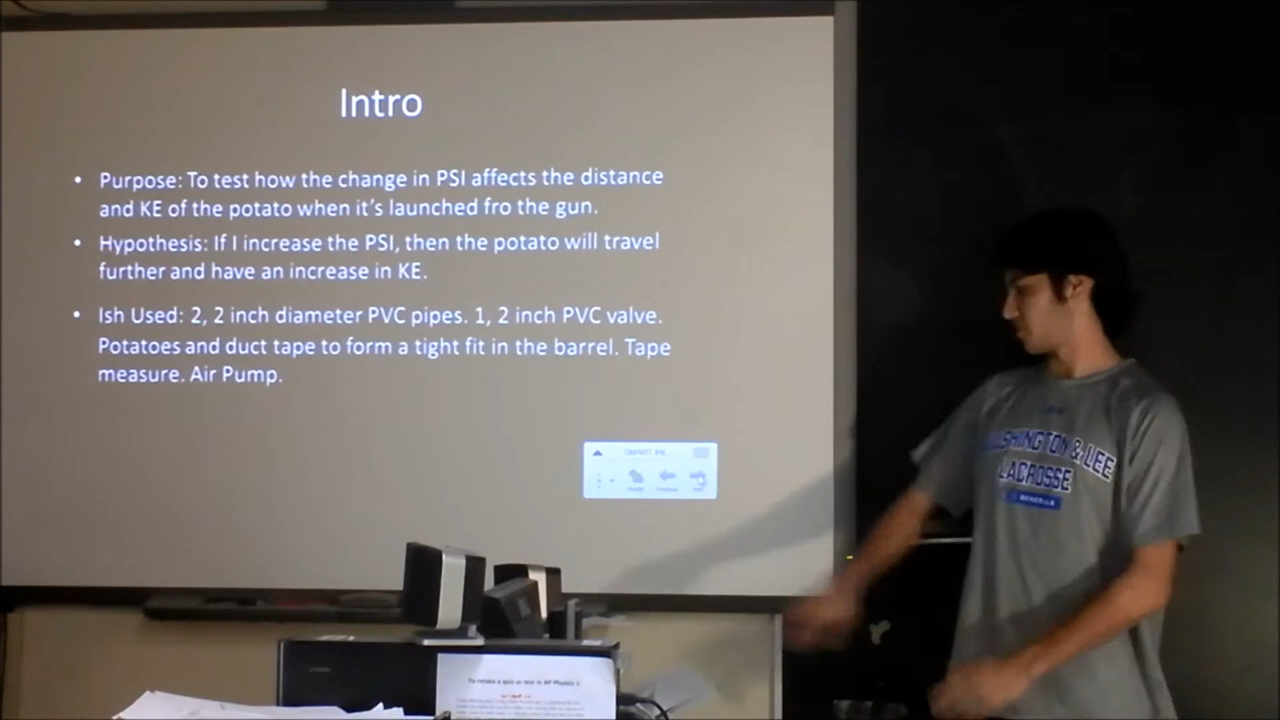 Intro
• Purpose: To test how the change in PSI affects the distance
and KE of the potato when it's launched fro the gun.
• Hypothesis: If I increase the PSI, then the potato will travel
further and have an increase in KE.
• Ish Used: 2, 2 inch diameter PVC pipes. 1, 2 inch PVC valve.
Potatoes and duct tape to form a tight fit in the barrel. Tape
measure. Air Pump.
SHINGTON & LEE
LACROSSE
GENERALS
To retake a quiz or test in AP Physics 1: